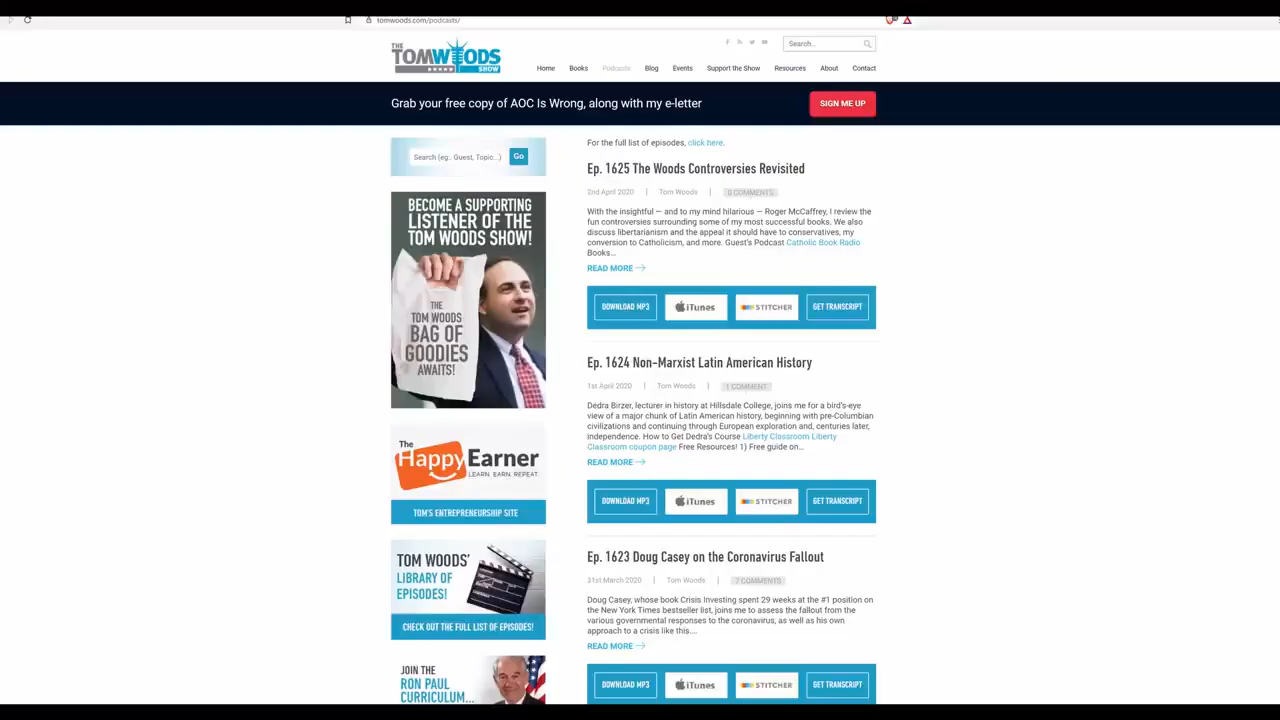 tomwoods.com/podcasts/
THE
TOMWOODS
SHOW
Search...
Home Books Podcasts Blog Events Support the Show Resources About Contact
Grab your free copy of AOC Is Wrong, along with my e-letter
SIGN ME UP
Search (eg.. Guest, Topic...)
Go
BECOME A SUPPORTING
LISTENER OF THE
TOM WOODS SHOW!
THE
TOM WOODS
BAG OF
GOODIES
AWAITS!
The
HappyEarner
LEARN. EARN. REPEAT.
TOM'S ENTREPRENEURSHIP SITE
TOM WOODS'
LIBRARY OF
EPISODES!
CHECK OUT THE FULL LIST OF EPISODES!
JOIN THE
RON PAUL
CURRICULUM...
For the full list of episodes, click here.
Ep. 1625 The Woods Controversies Revisited
2nd April 2020 | Tom Woods | 0 COMMENTS
With the insightful — and to my mind hilarious — Roger McCaffrey, I review the
fun controversies surrounding some of my most successful books. We also
discuss libertarianism and the appeal it should have to conservatives, my
conversion to Catholicism, and more. Guest's Podcast Catholic Book Radio
Books...
READ MORE
DOWNLOAD MP3 iTunes STITCHER GET TRANSCRIPT
Ep. 1624 Non-Marxist Latin American History
1st April 2020 | Tom Woods | 1 COMMENT
Dedra Birzer, lecturer in history at Hillsdale College, joins me for a bird's-eye
view of a major chunk of Latin American history, beginning with pre-Columbian
civilizations and continuing through European exploration and, centuries later,
independence. How to Get Dedra's Course Liberty Classroom Liberty
Classroom coupon page Free Resources! 1) Free guide on...
READ MORE
DOWNLOAD MP3 iTunes STITCHER GET TRANSCRIPT
Ep. 1623 Doug Casey on the Coronavirus Fallout
31st March 2020 | Tom Woods | 7 COMMENTS
Doug Casey, whose book Crisis Investing spent 29 weeks at the #1 position on
the New York Times bestseller list, joins me to assess the fallout from the
various governmental responses to the coronavirus, as well as his own
approach to a crisis like this....
READ MORE
DOWNLOAD MP3 iTunes STITCHER GET TRANSCRIPT